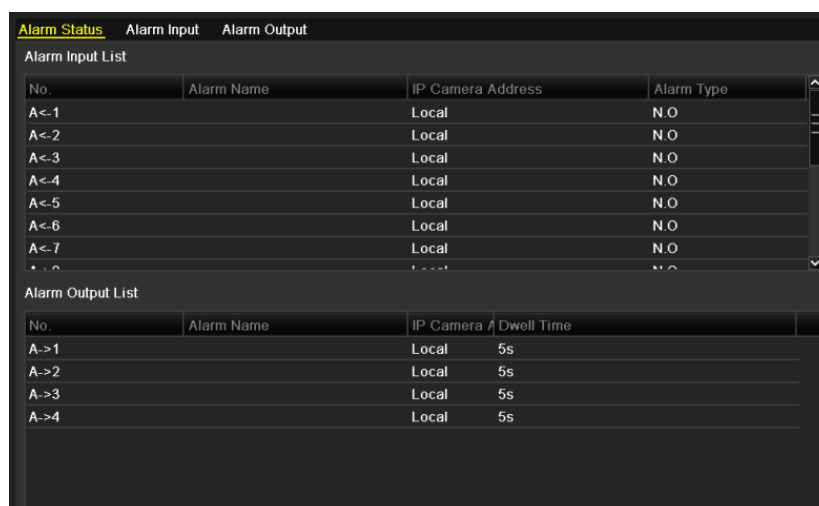 Alarm Status Alarm Input Alarm Output
Alarm Input List
No. Alarm Name IP Camera Address Alarm Type
A<-1 Local N.O
A<-2 Local N.O
A<-3 Local N.O
A<-4 Local N.O
A<-5 Local N.O
A<-6 Local N.O
A<-7 Local N.O
Alarm Output List
No. Alarm Name IP Camera A Dwell Time
A->1 Local 5s
A->2 Local 5s
A->3 Local 5s
A->4 Local 5s